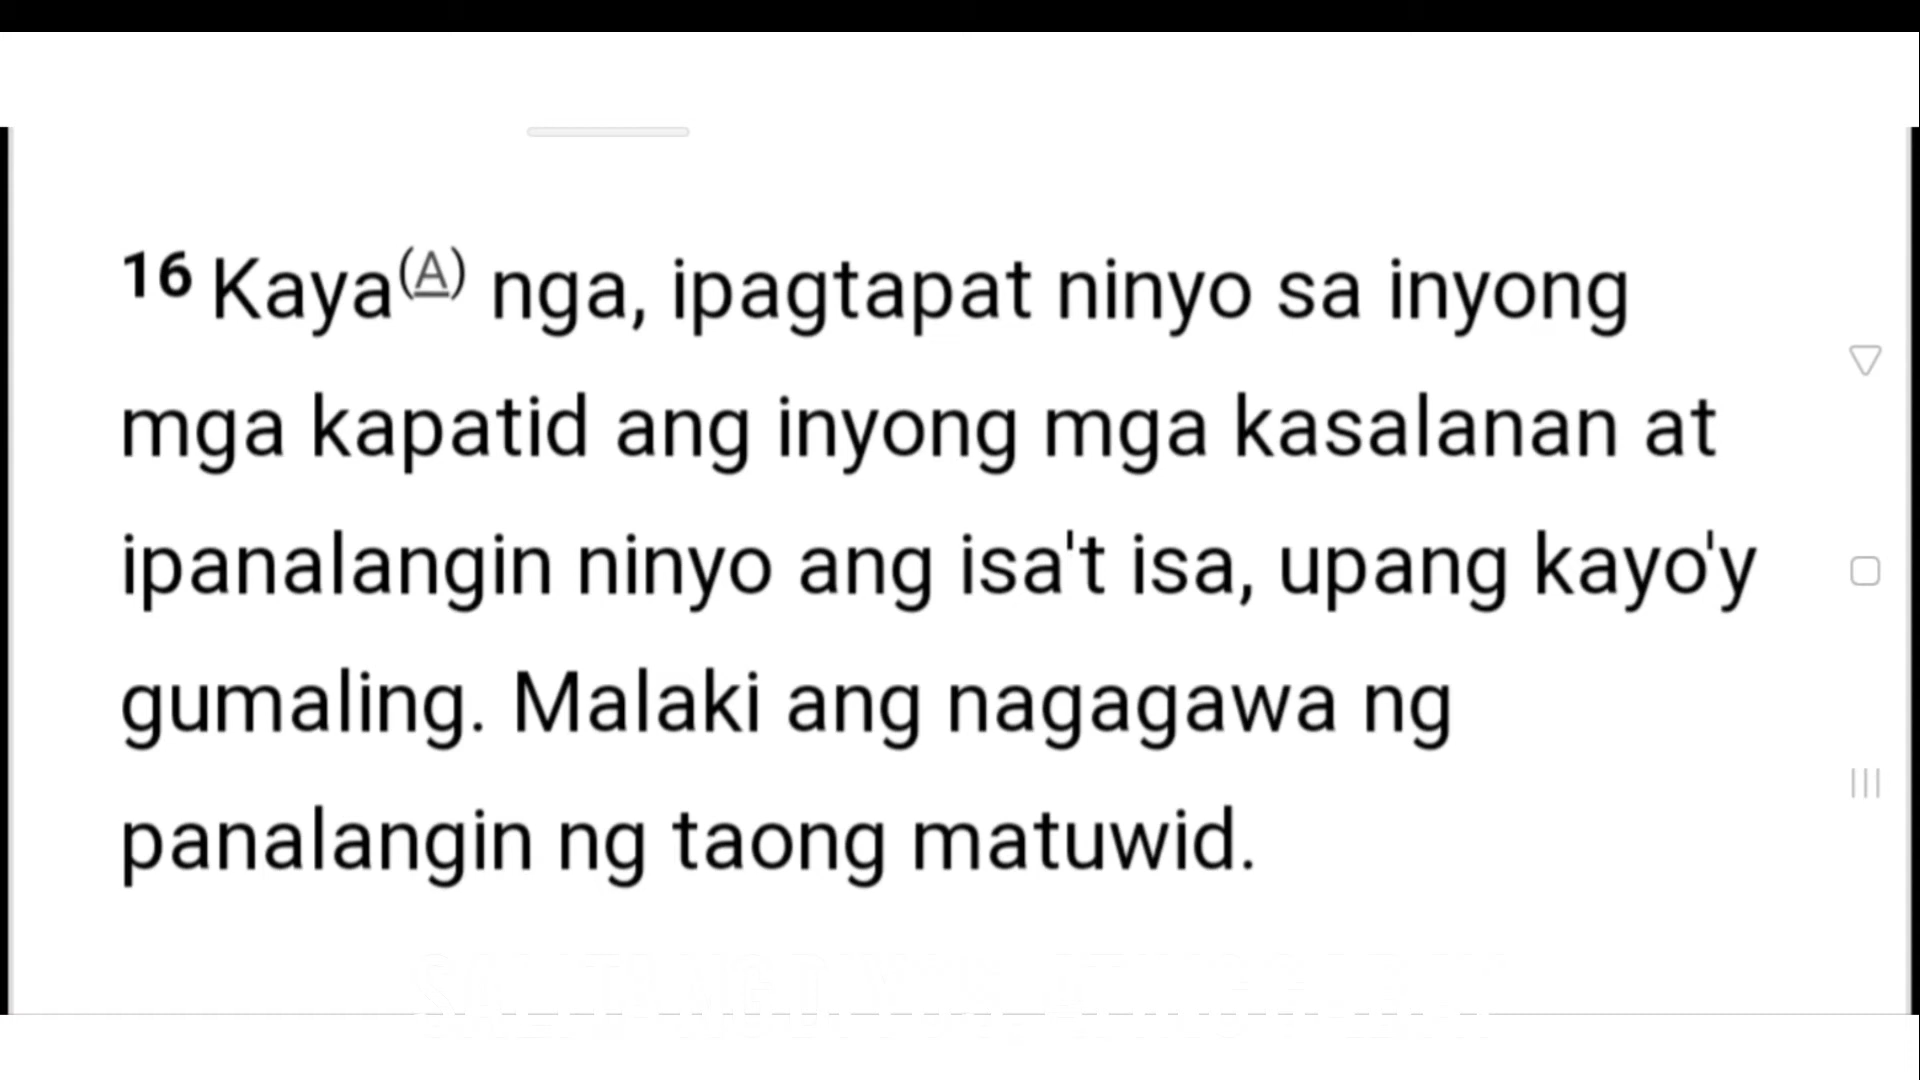 16 Kaya(A) nga, ipagtapat ninyo sa inyong
mga kapatid ang inyong mga kasalanan at
ipanalangin ninyo ang isa't isa, upang kayo'y
gumaling. Malaki ang nagagawa ng
panalangin ng taong matuwid.